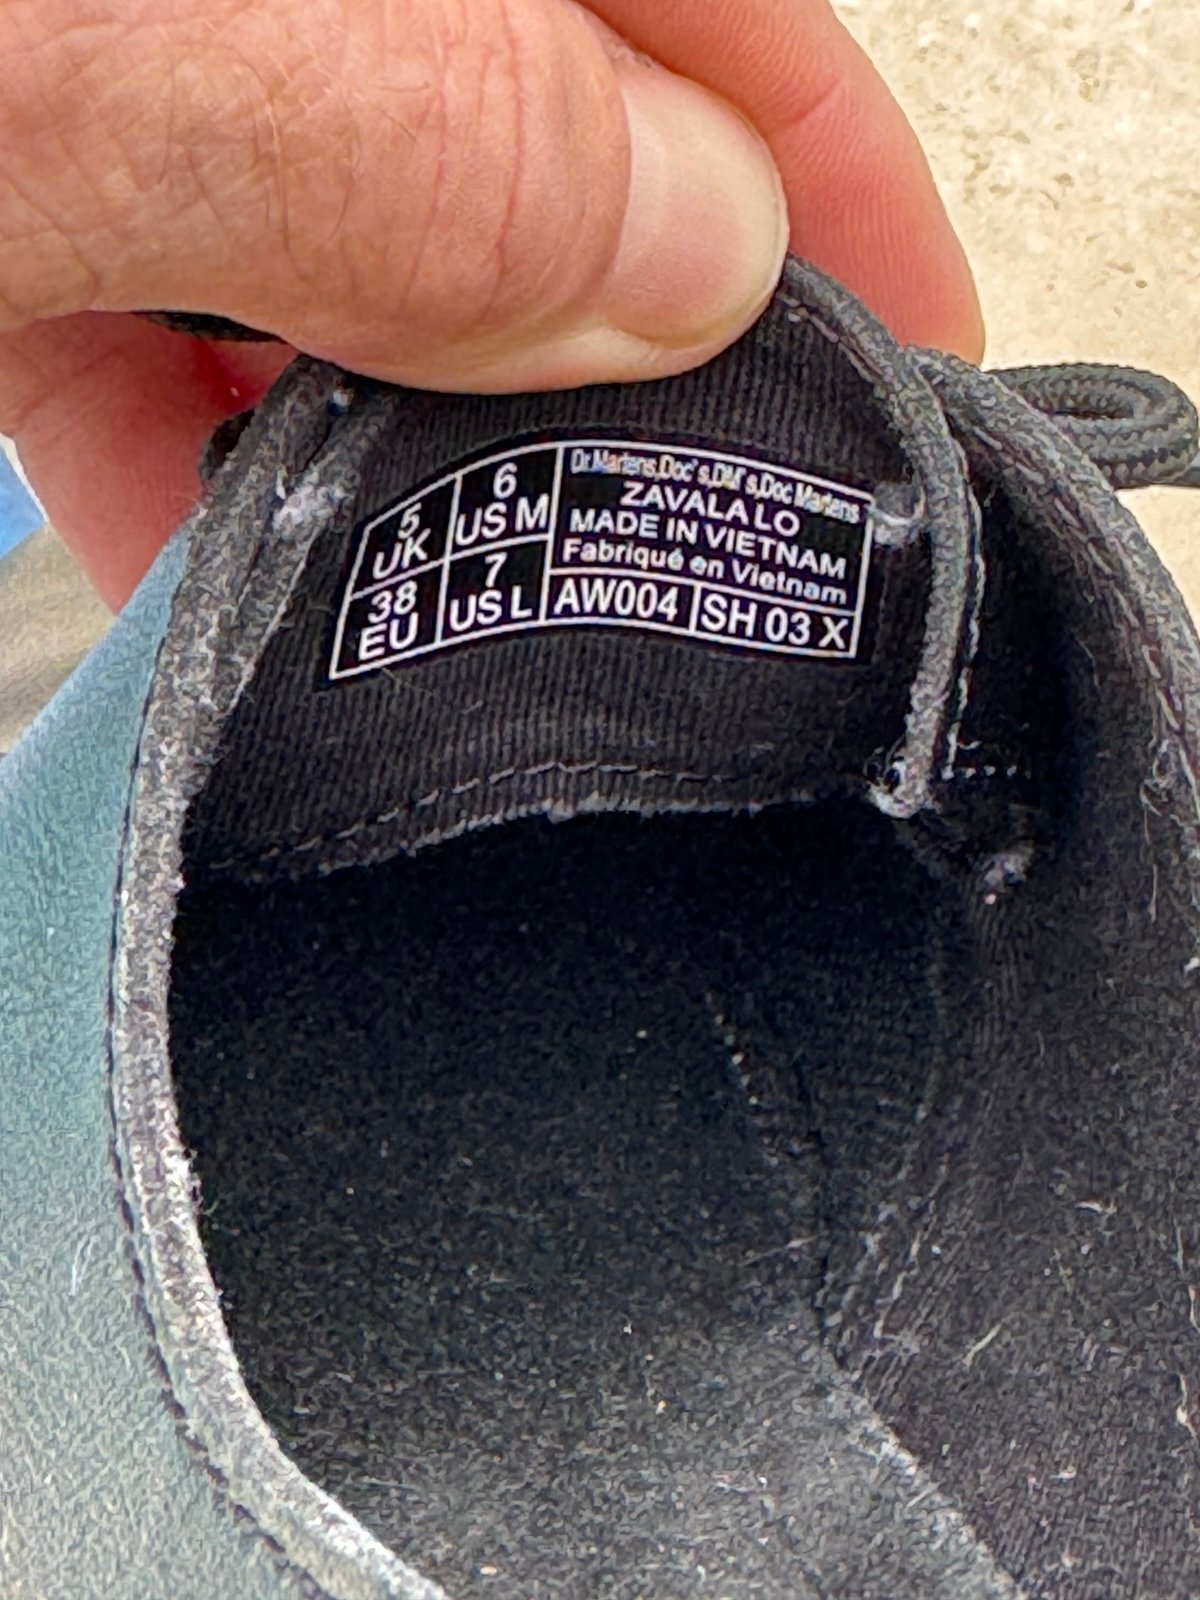 5
UK
6
US M
38
EU
7
US L
Dr.Martens,Doc's,DM's,Doc Martens
ZAVALA LO
MADE IN VIETNAM
Fabriqué en Vietnam
AW004
SH 03 X